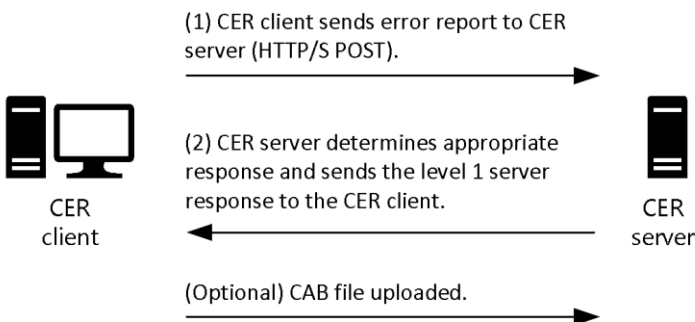 (1) CER client sends error report to CER
server (HTTP/S POST).
(2) CER server determines appropriate
response and sends the level 1 server
response to the CER client.
CER
client
CER
server
(Optional) CAB file uploaded.